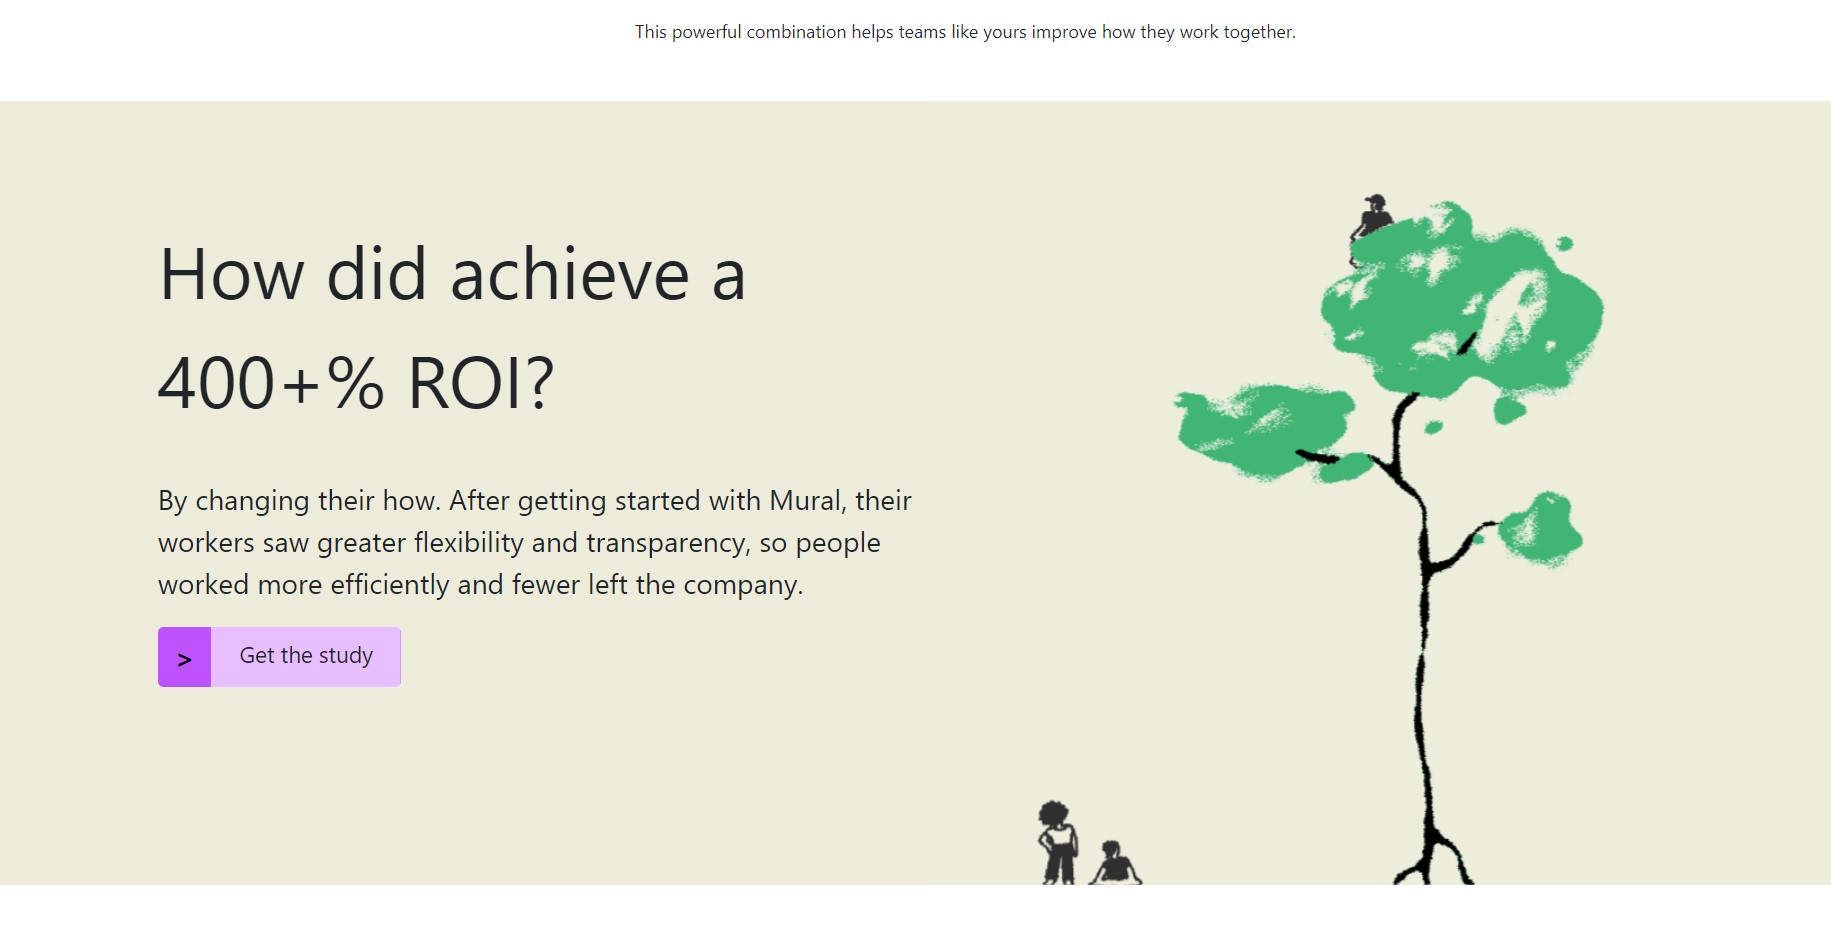 This powerful combination helps teams like yours improve how they work together.
How did achieve a
400+% ROI?
By changing their how. After getting started with Mural, their
workers saw greater flexibility and transparency, so people
worked more efficiently and fewer left the company.
> Get the study